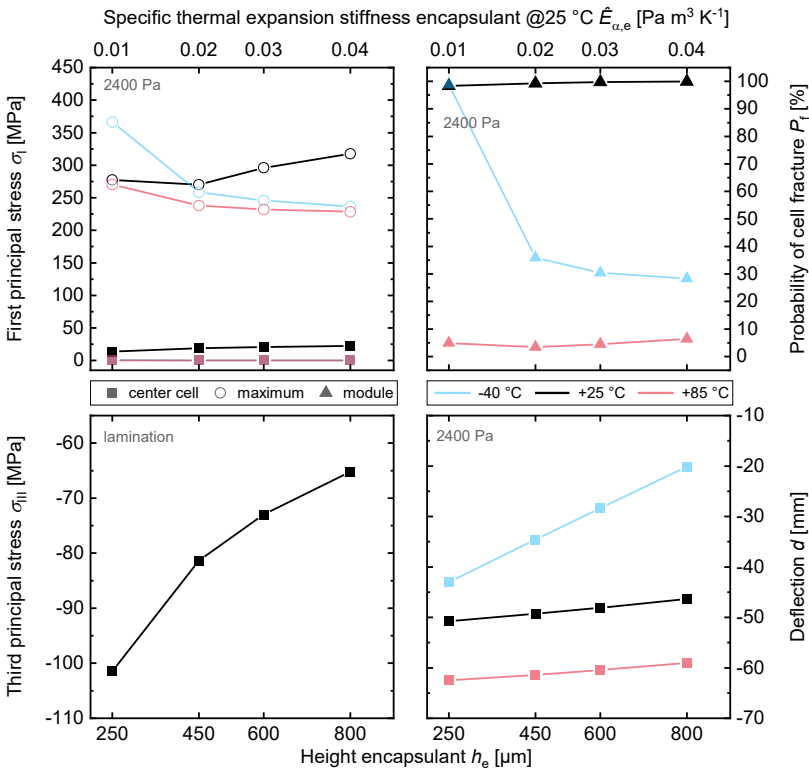 Specific thermal expansion stiffness encapsulant @25 °C Ê_α,e [Pa m³ K⁻¹]
0.01 0.02 0.03 0.04 0.01 0.02 0.03 0.04
First principal stress σ_I [MPa]
450
400
350
300
250
200
150
100
50
0
2400 Pa
2400 Pa
100
90
80
70
60
50
40
30
20
10
0
Probability of cell fracture P_f [%]
center cell maximum module
-40 °C +25 °C +85 °C
Third principal stress σ_III [MPa]
-60
-70
-80
-90
-100
-110
lamination
2400 Pa
-10
-20
-30
-40
-50
-60
-70
Deflection d [mm]
250 450 600 800 250 450 600 800
Height encapsulant h_e [µm]